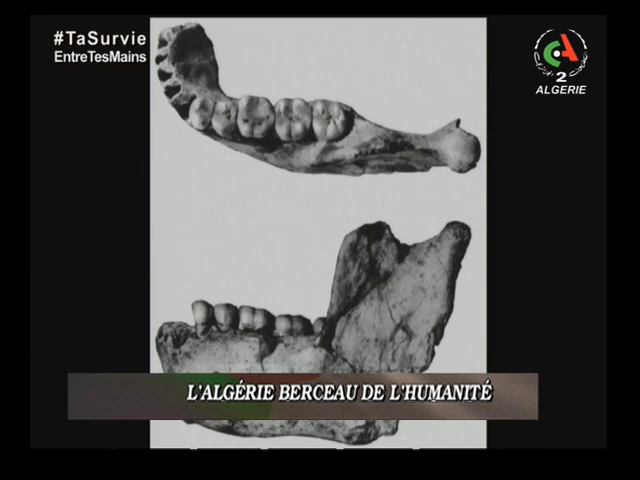 #TaSurvie
EntreTesMains
2
ALGERIE
L'ALGÉRIE BERCEAU DE L'HUMANITÉ